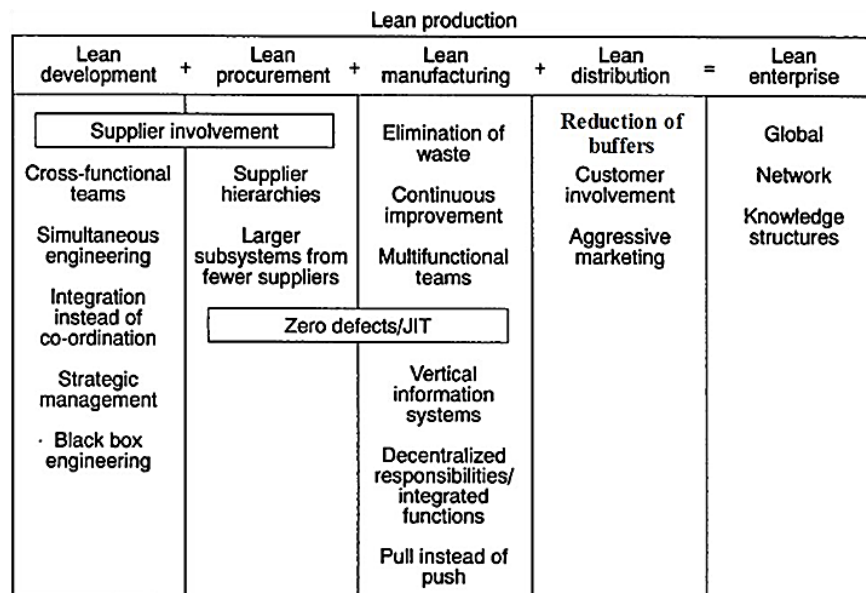 Lean production
Lean
development
+
Lean
procurement
+
Lean
manufacturing
+
Lean
distribution
=
Lean
enterprise
Supplier involvement
Cross-functional
teams
Simultaneous
engineering
Integration
instead of
co-ordination
Strategic
management
Black box
engineering
Supplier
hierarchies
Larger
subsystems from
fewer suppliers
Zero defects/JIT
Elimination of
waste
Continuous
improvement
Multifunctional
teams
Vertical
information
systems
Decentralized
responsibilities/
integrated
functions
Pull instead of
push
Reduction of
buffers
Customer
involvement
Aggressive
marketing
Global
Network
Knowledge
structures